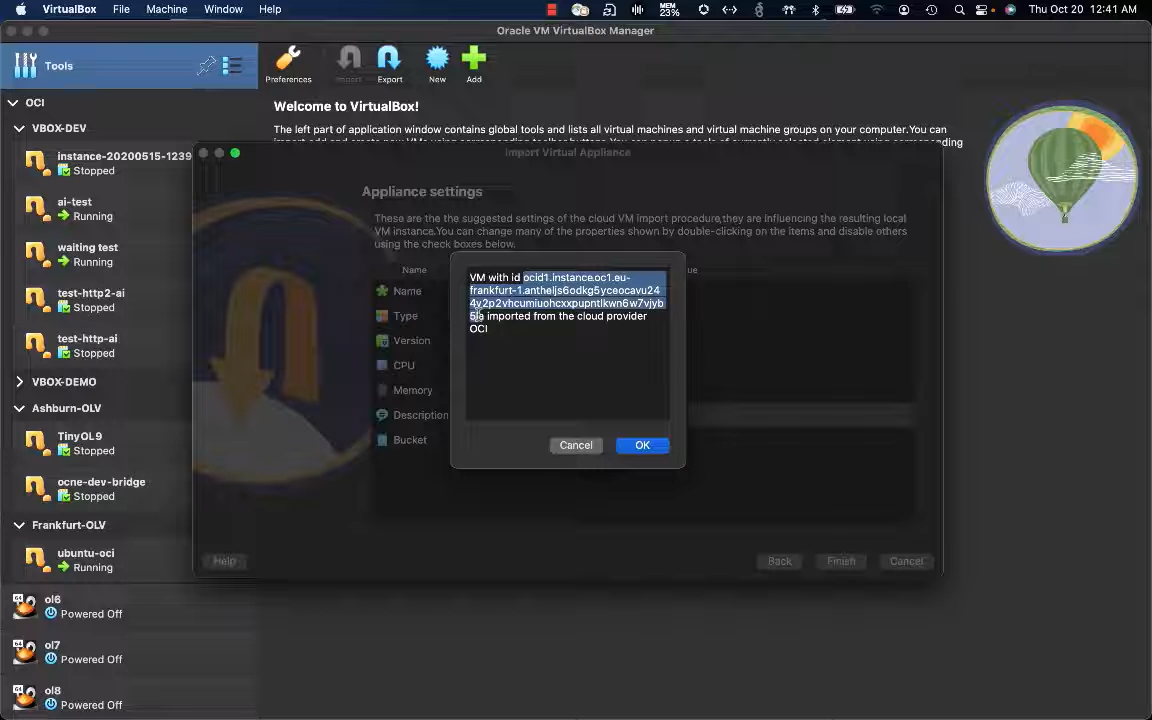 VirtualBox File Machine Window Help
MEM 23% Thu Oct 20 12:41 AM
Oracle VM VirtualBox Manager
Tools
Preferences Import Export New Add
OCI
VBOX-DEV
instance-20200515-1239
Stopped
ai-test
Running
waiting test
Running
test-http2-ai
Stopped
test-http-ai
Stopped
VBOX-DEMO
Ashburn-OLV
TinyOL9
Stopped
ocne-dev-bridge
Stopped
Frankfurt-OLV
ubuntu-oci
Running
64 ol6
Powered Off
64 ol7
Powered Off
64 ol8
Powered Off
Welcome to VirtualBox!
The left part of application window contains global tools and lists all virtual machines and virtual machine groups on your computer.You can
Import Virtual Appliance
Appliance settings
These are the the suggested settings of the cloud VM import procedure,they are influencing the resulting local
VM instance.You can change many of the properties shown by double-clicking on the items and disable others
using the check boxes below.
Name
Name
Type
Version
CPU
Memory
Description
Bucket
VM with id ocid1.instance.oc1.eu-
frankfurt-1.antheljs6odkg5yceocavu24
4y2p2vhcumiuohcxxpupntlkwn6w7vjyb
imported from the cloud provider
OCI
Cancel OK
Help Back Finish Cancel